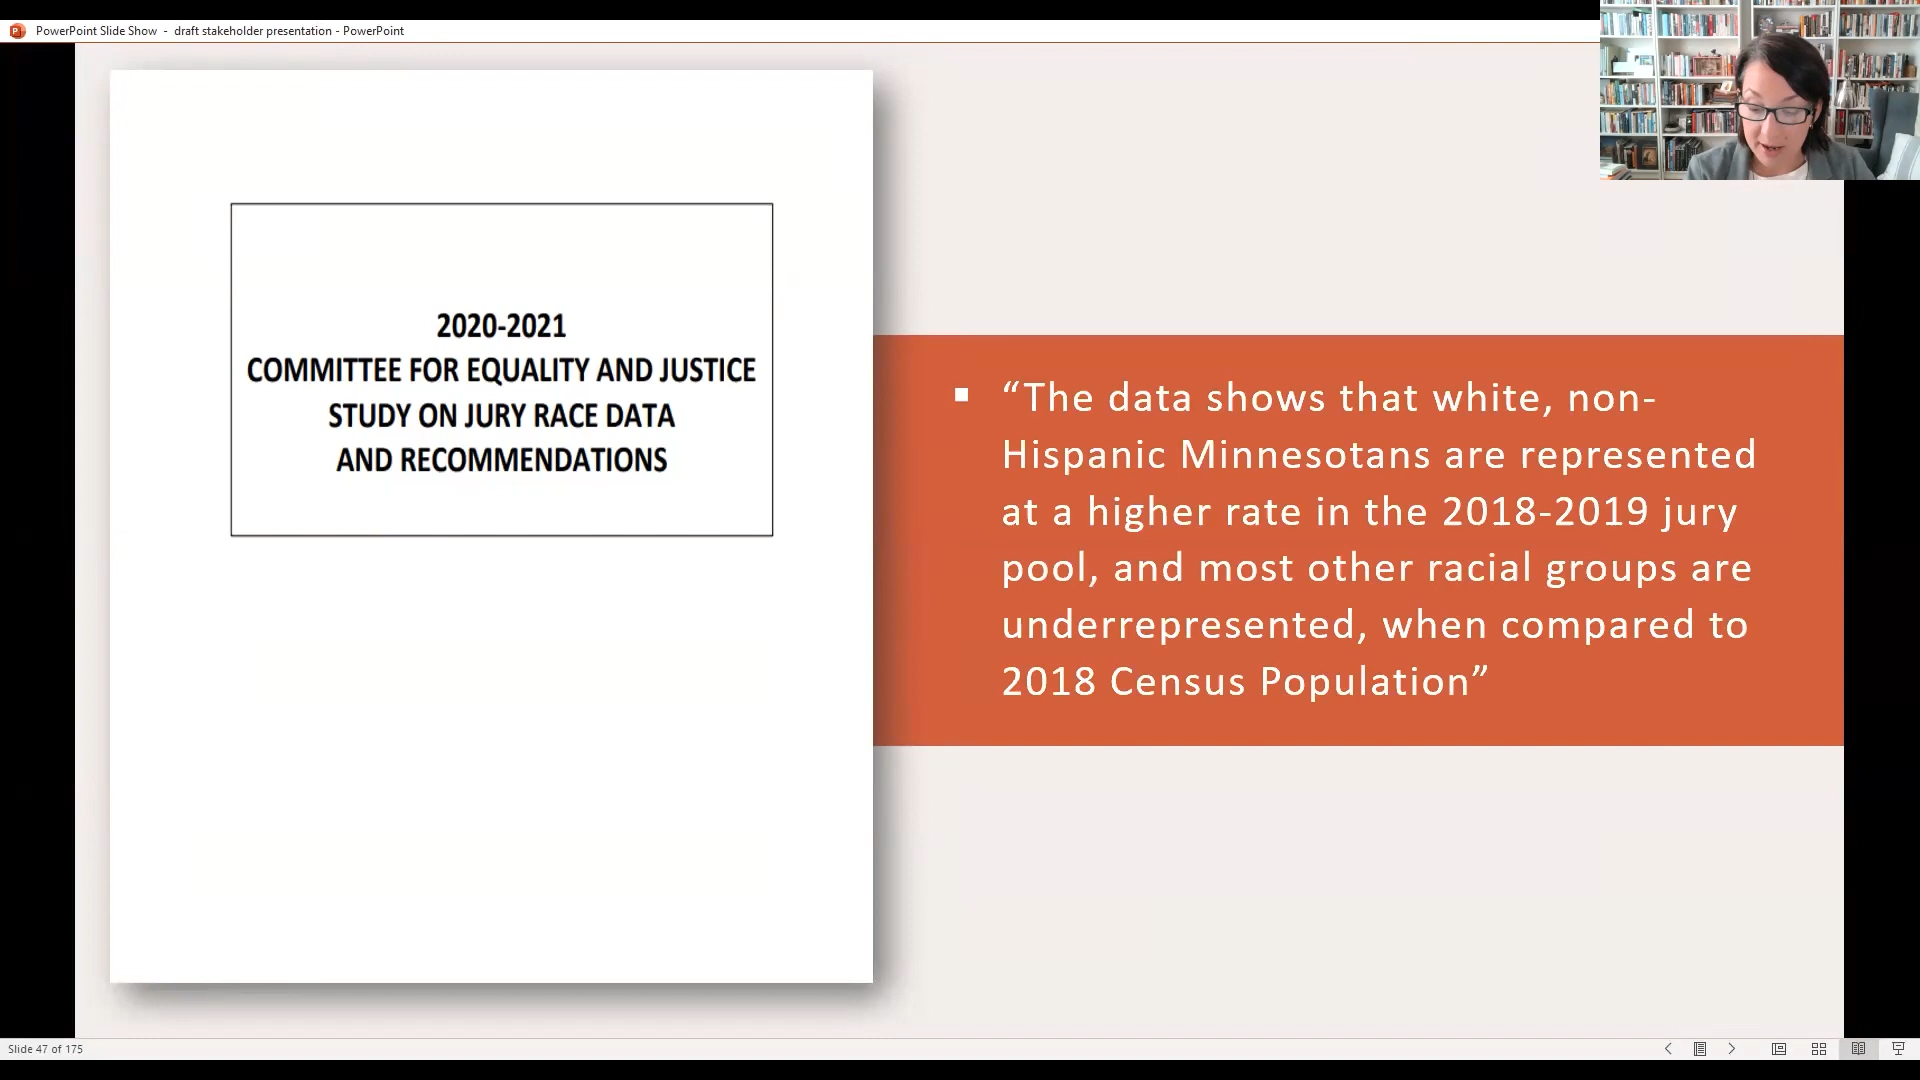 PowerPoint Slide Show - draft stakeholder presentation - PowerPoint
2020-2021
COMMITTEE FOR EQUALITY AND JUSTICE
STUDY ON JURY RACE DATA
AND RECOMMENDATIONS
“The data shows that white, non-
Hispanic Minnesotans are represented
at a higher rate in the 2018-2019 jury
pool, and most other racial groups are
underrepresented, when compared to
2018 Census Population”
Slide 47 of 175